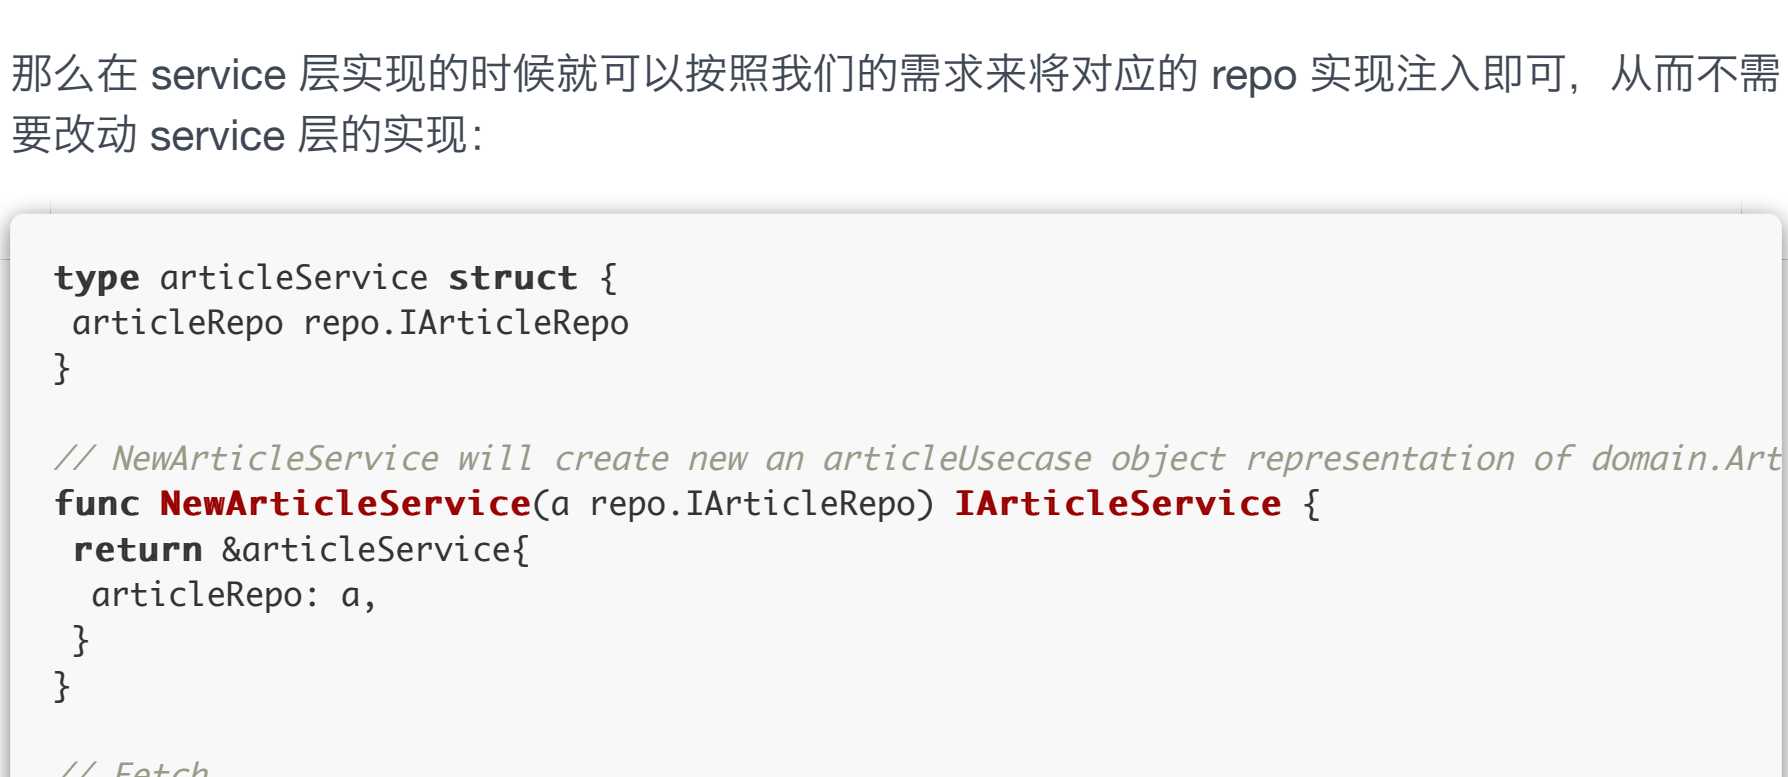 那么在 service 层实现的时候就可以按照我们的需求来将对应的 repo 实现注入即可，从而不需
要改动 service 层的实现：
type articleService struct {
 articleRepo repo.IArticleRepo
}
// NewArticleService will create new an articleUsecase object representation of domain.Art
func NewArticleService(a repo.IArticleRepo) IArticleService {
 return &articleService{
  articleRepo: a,
 }
}
// Fetch